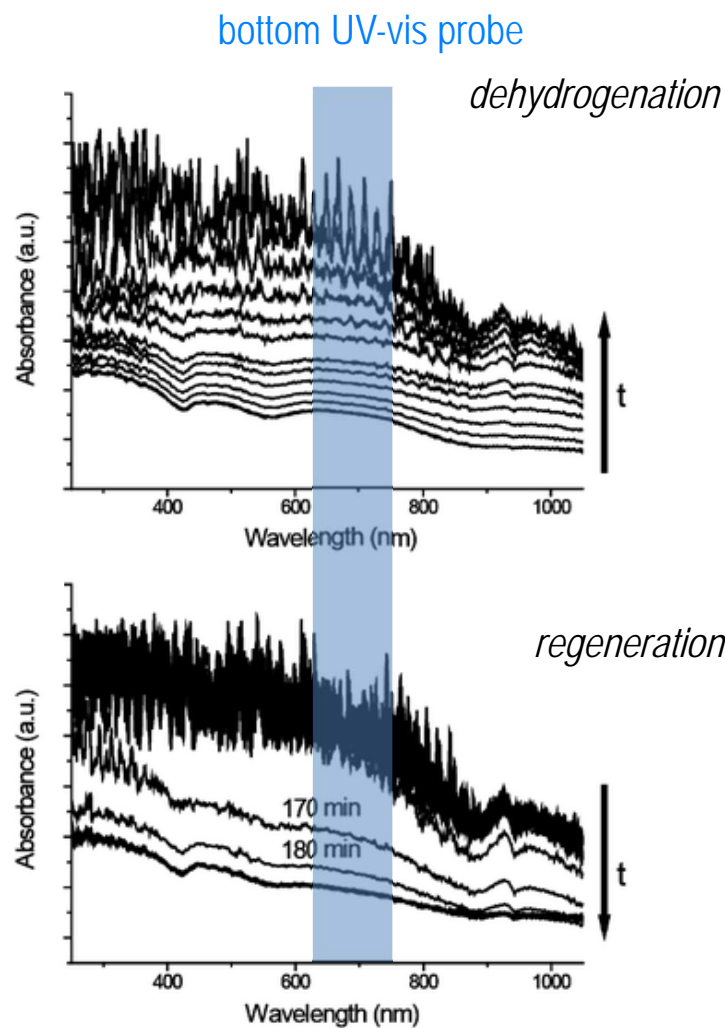 bottom UV-vis probe
dehydrogenation
Absorbance (a.u.)
t
400 600 800 1000
Wavelength (nm)
regeneration
Absorbance (a.u.)
170 min
180 min
t
400 600 800 1000
Wavelength (nm)